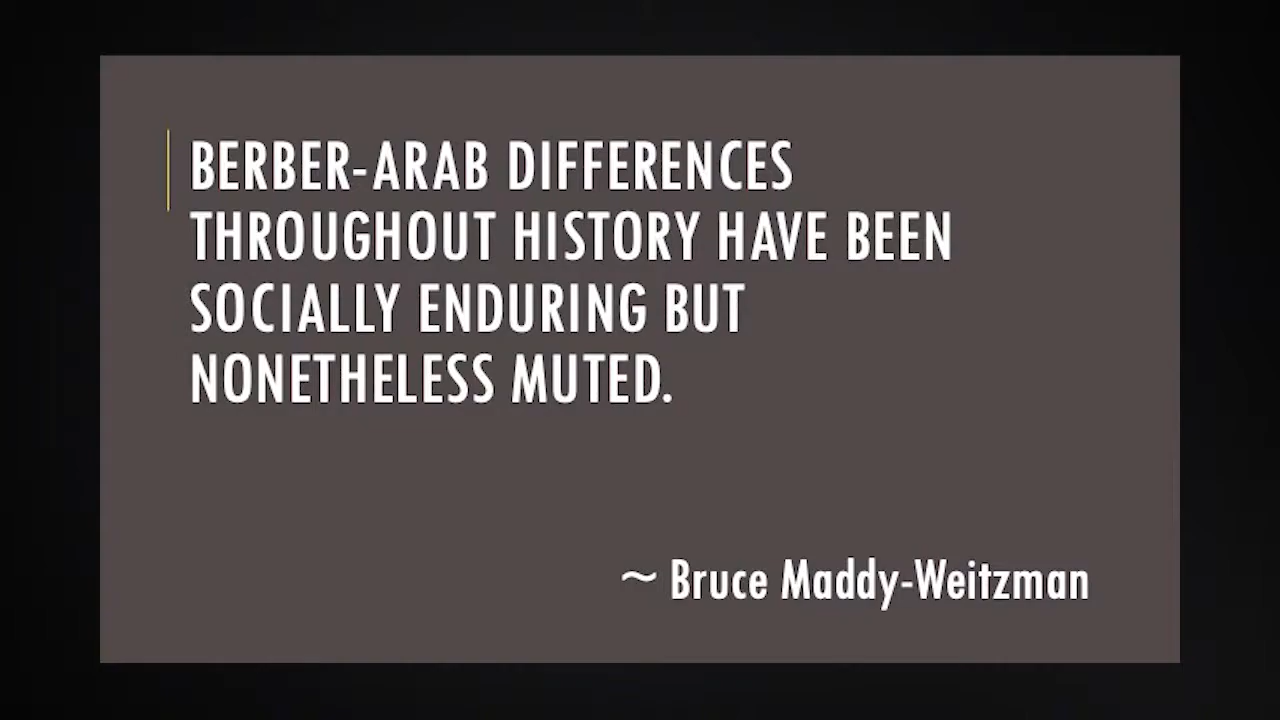 BERBER-ARAB DIFFERENCES
THROUGHOUT HISTORY HAVE BEEN
SOCIALLY ENDURING BUT
NONETHELESS MUTED.
~ Bruce Maddy-Weitzman